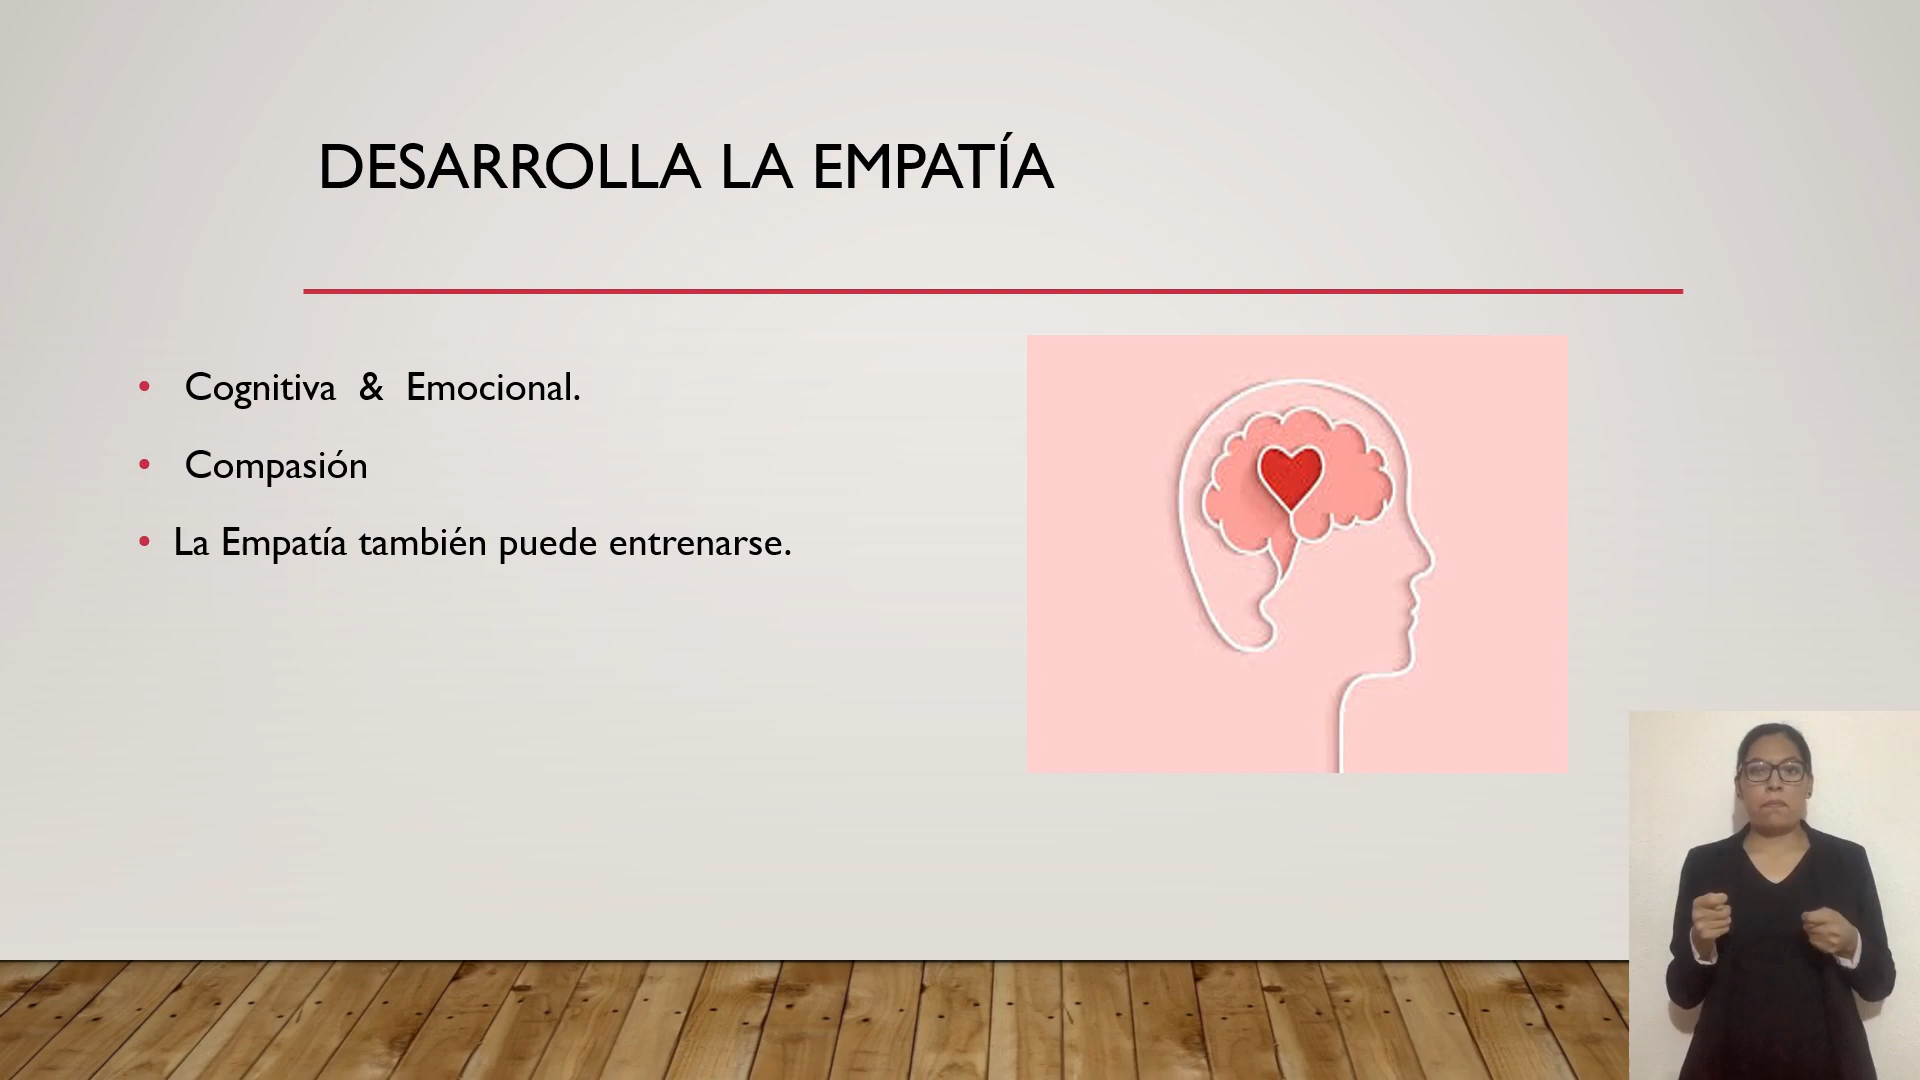 DESARROLLA LA EMPATÍA
• Cognitiva & Emocional.
• Compasión
• La Empatía también puede entrenarse.